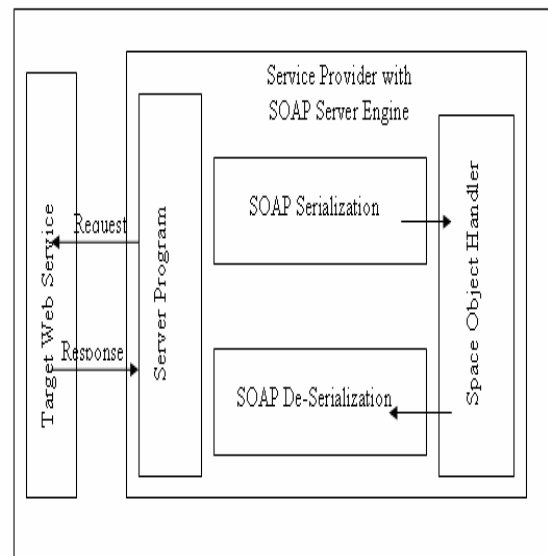 Service Provider with
SOAP Server Engine
Target Web Service
Request
Response
Server Program
SOAP Serialization
SOAP De-Serialization
Space Object Handler